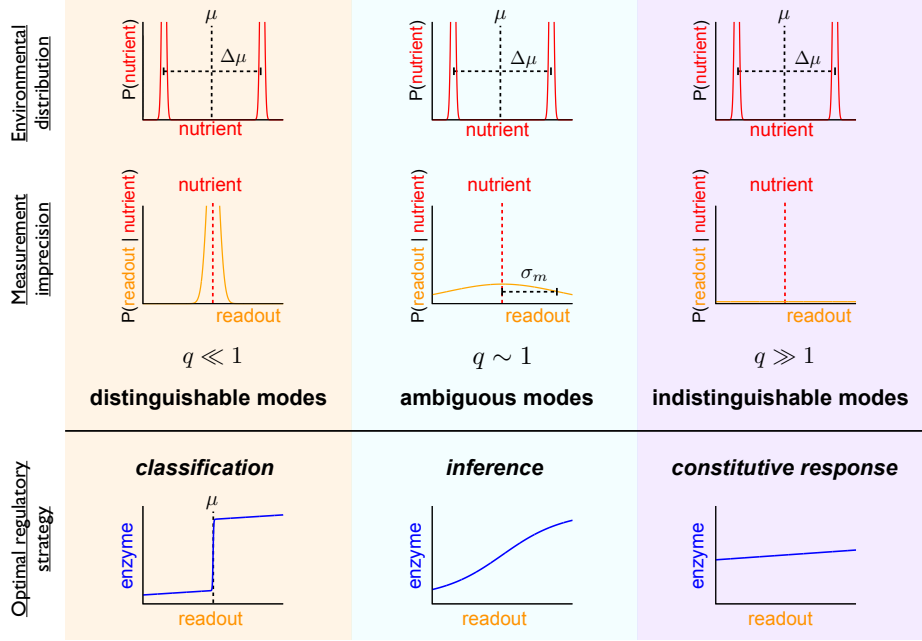 Environmental
distribution
P(nutrient)
μ
Δμ
nutrient
P(nutrient)
μ
Δμ
nutrient
P(nutrient)
μ
Δμ
nutrient
Measurement
imprecision
P(readout | nutrient)
nutrient
readout
P(readout | nutrient)
nutrient
σm
readout
P(readout | nutrient)
nutrient
readout
q ≪ 1
q ∼ 1
q ≫ 1
distinguishable modes
ambiguous modes
indistinguishable modes
Optimal regulatory
strategy
classification
inference
constitutive response
enzyme
μ
readout
enzyme
readout
enzyme
readout